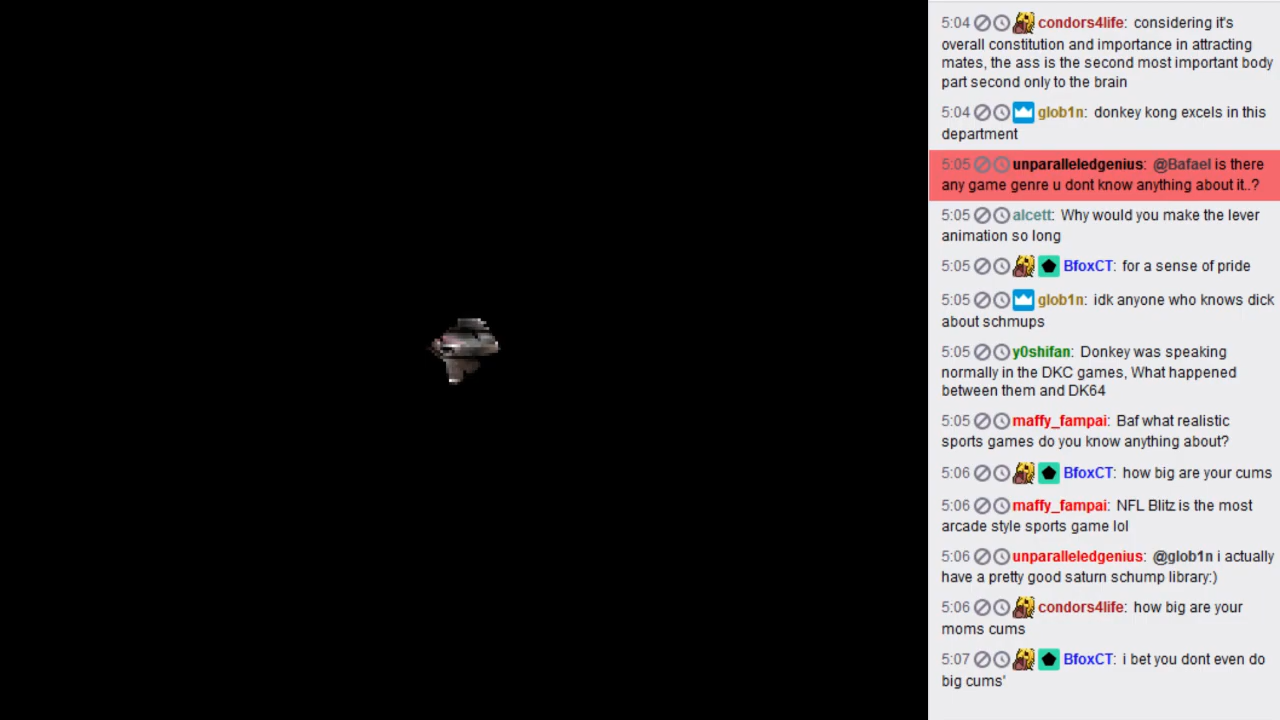 5:04 condors4life: considering it's
overall constitution and importance in attracting
mates, the ass is the second most important body
part second only to the brain
5:04 glob1n: donkey kong excels in this
department
5:05 unparalleledgenius: @Bafael is there
any game genre u dont know anything about it..?
5:05 alcett: Why would you make the lever
animation so long
5:05 BfoxCT: for a sense of pride
5:05 glob1n: idk anyone who knows dick
about schmups
5:05 y0shifan: Donkey was speaking
normally in the DKC games, What happened
between them and DK64
5:05 maffy_fampai: Baf what realistic
sports games do you know anything about?
5:06 BfoxCT: how big are your cums
5:06 maffy_fampai: NFL Blitz is the most
arcade style sports game lol
5:06 unparalleledgenius: @glob1n i actually
have a pretty good saturn schump library:)
5:06 condors4life: how big are your
moms cums
5:07 BfoxCT: i bet you dont even do
big cums'